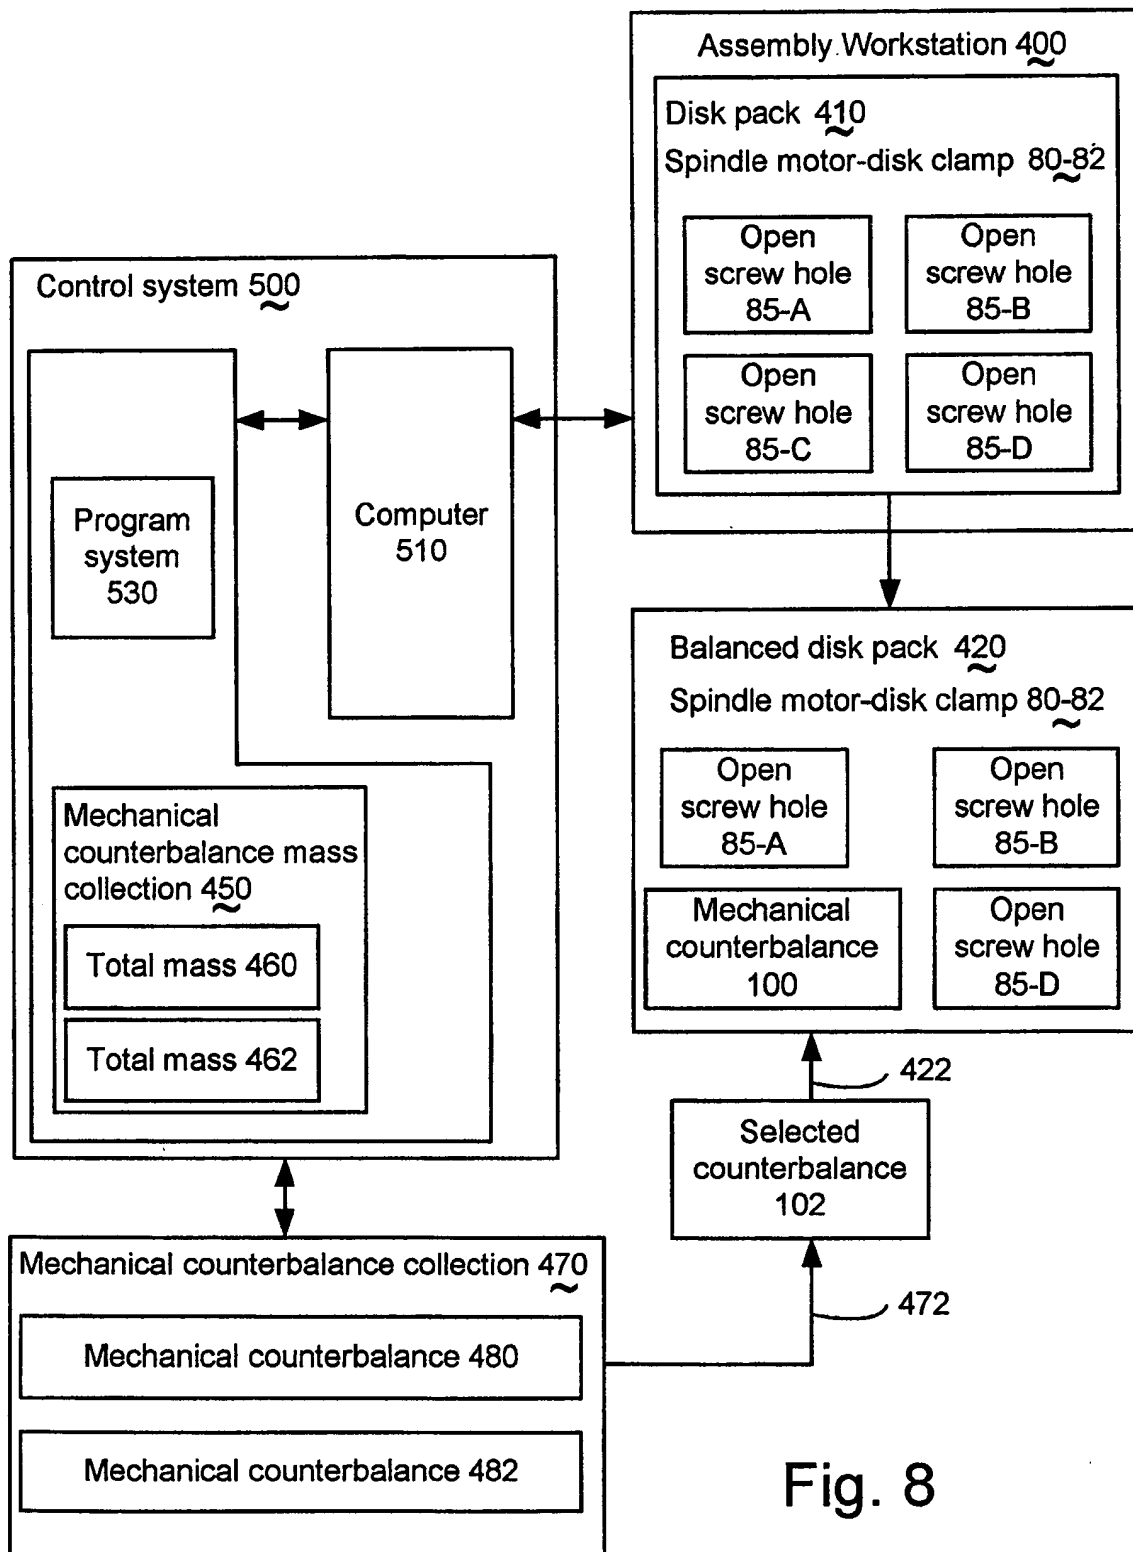 Assembly Workstation 400
Disk pack 410
Spindle motor-disk clamp 80-82
Open
screw hole
85-A
Open
screw hole
85-B
Open
screw hole
85-C
Open
screw hole
85-D
Control system 500
Program
system
530
Computer
510
Mechanical
counterbalance mass
collection 450
Total mass 460
Total mass 462
Balanced disk pack 420
Spindle motor-disk clamp 80-82
Open
screw hole
85-A
Open
screw hole
85-B
Mechanical
counterbalance
100
Open
screw hole
85-D
422
Selected
counterbalance
102
472
Mechanical counterbalance collection 470
Mechanical counterbalance 480
Mechanical counterbalance 482
Fig. 8